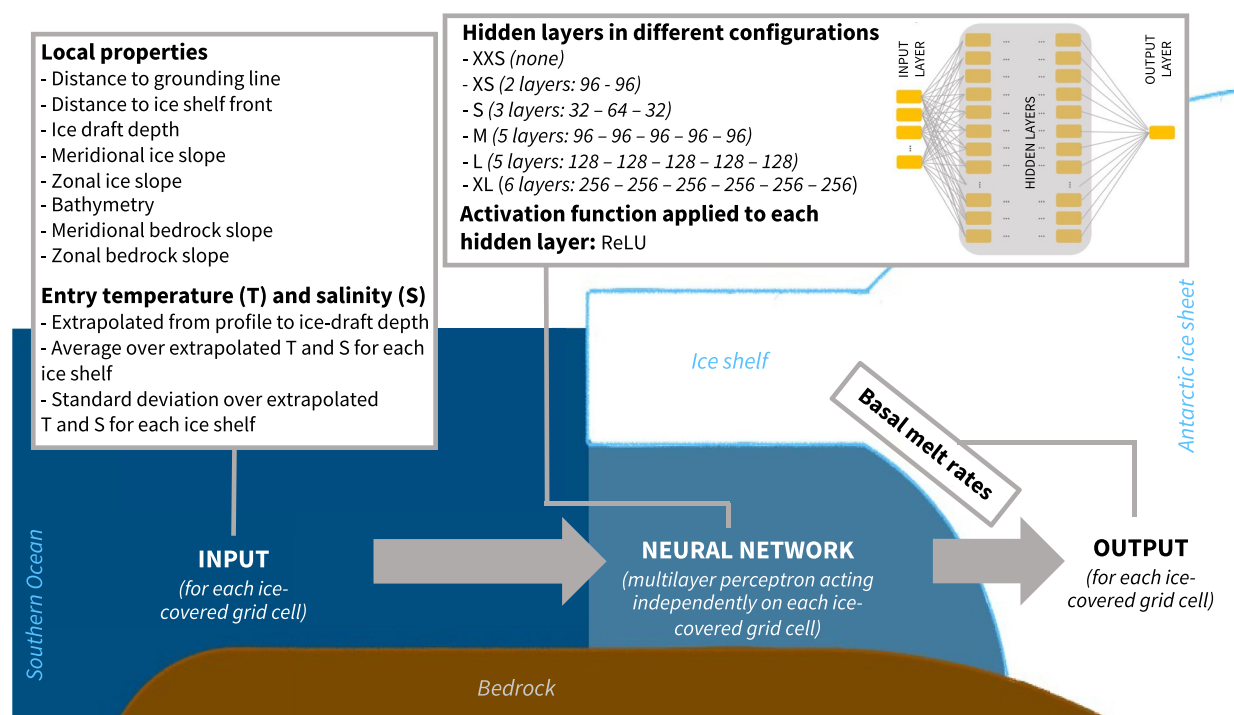 Local properties
- Distance to grounding line
- Distance to ice shelf front
- Ice draft depth
- Meridional ice slope
- Zonal ice slope
- Bathymetry
- Meridional bedrock slope
- Zonal bedrock slope
Entry temperature (T) and salinity (S)
- Extrapolated from profile to ice-draft depth
- Average over extrapolated T and S for each
ice shelf
- Standard deviation over extrapolated
T and S for each ice shelf
Hidden layers in different configurations
- XXS (none)
- XS (2 layers: 96 - 96)
- S (3 layers: 32 – 64 – 32)
- M (5 layers: 96 – 96 – 96 – 96 – 96)
- L (5 layers: 128 – 128 – 128 – 128 – 128)
- XL (6 layers: 256 – 256 – 256 – 256 – 256 – 256)
Activation function applied to each
hidden layer: ReLU
INPUT
LAYER
...
HIDDEN LAYERS
... ...
... ...
... ...
... ...
... ...
... ...
... ...
... ...
... ...
... ...
... ...
... ...
OUTPUT
LAYER
Ice shelf
Antarctic ice sheet
Basal melt rates
Southern Ocean
INPUT
(for each ice-
covered grid cell)
NEURAL NETWORK
(multilayer perceptron acting
independently on each ice-
covered grid cell)
OUTPUT
(for each ice-
covered grid cell)
Bedrock